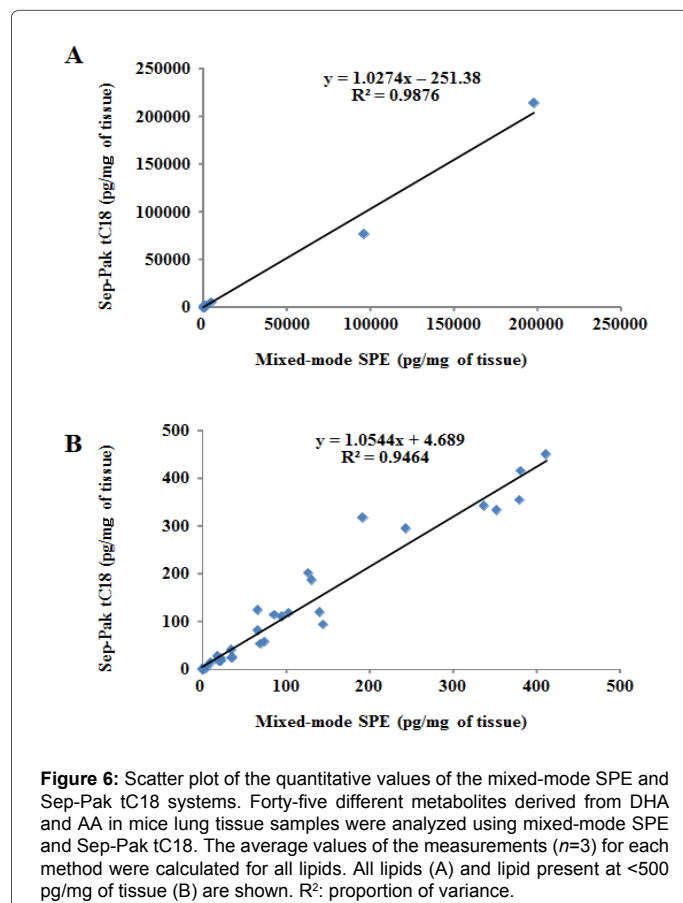 A
y = 1.0274x – 251.38
R² = 0.9876
Sep-Pak tC18 (pg/mg of tissue)
250000
200000
150000
100000
50000
0
0 50000 100000 150000 200000 250000
Mixed-mode SPE (pg/mg of tissue)
B
y = 1.0544x + 4.689
R² = 0.9464
Sep-Pak tC18 (pg/mg of tissue)
500
400
300
200
100
0
0 100 200 300 400 500
Mixed-mode SPE (pg/mg of tissue)
Figure 6: Scatter plot of the quantitative values of the mixed-mode SPE and
Sep-Pak tC18 systems. Forty-five different metabolites derived from DHA
and AA in mice lung tissue samples were analyzed using mixed-mode SPE
and Sep-Pak tC18. The average values of the measurements (n=3) for each
method were calculated for all lipids. All lipids (A) and lipid present at <500
pg/mg of tissue (B) are shown. R²: proportion of variance.